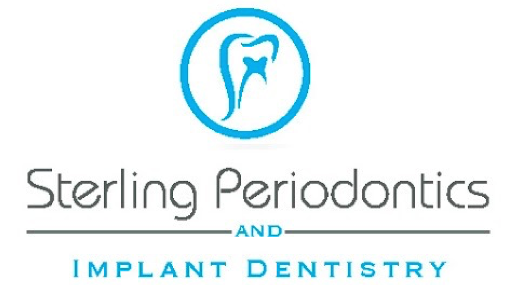 Sterling Periodontics
AND
IMPLANT DENTISTRY